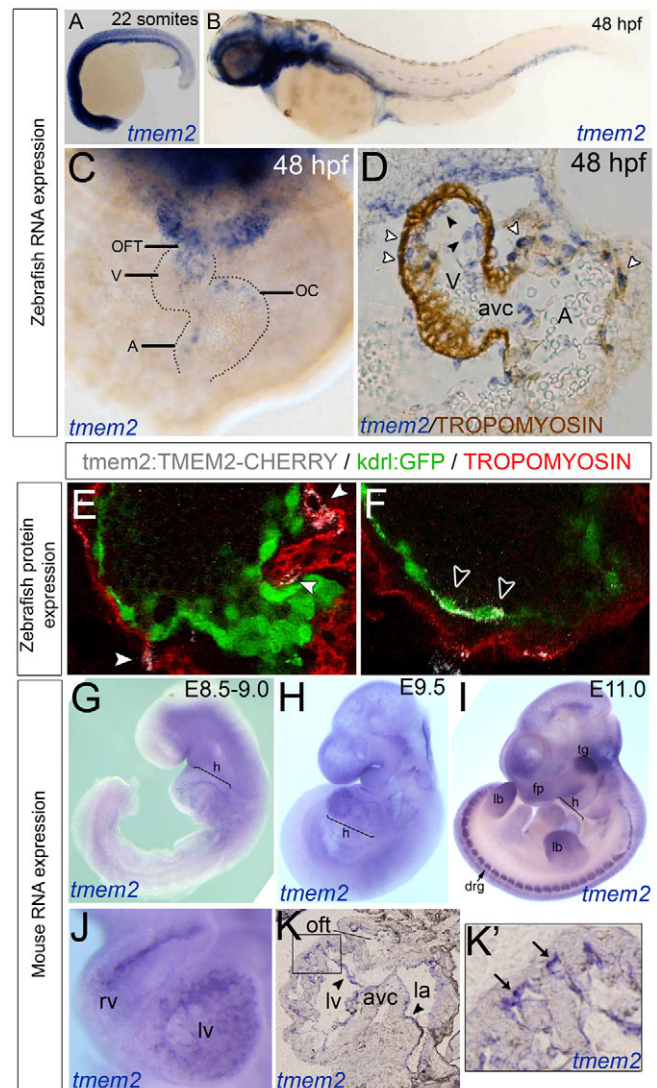 Zebrafish RNA expression
A
22 somites
tmem2
B
48 hpf
tmem2
C
48 hpf
OFT
V
OC
A
tmem2
D
48 hpf
V
avc
A
tmem2/TROPOMYOSIN
tmem2:TMEM2-CHERRY / kdrl:GFP / TROPOMYOSIN
Zebrafish protein
expression
E
F
Mouse RNA expression
G
E8.5-9.0
h
tmem2
H
E9.5
h
tmem2
I
E11.0
tg
fp
h
lb
lb
drg
tmem2
J
rv
lv
tmem2
K
oft
lv
avc
la
tmem2
K'
tmem2